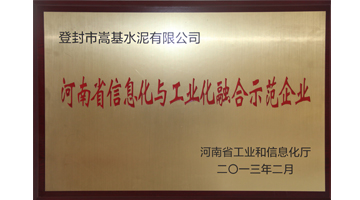 登封市嵩基水泥有限公司
河南省信息化与工业化融合示范企业
河南省工业和信息化厅
二〇一三年二月